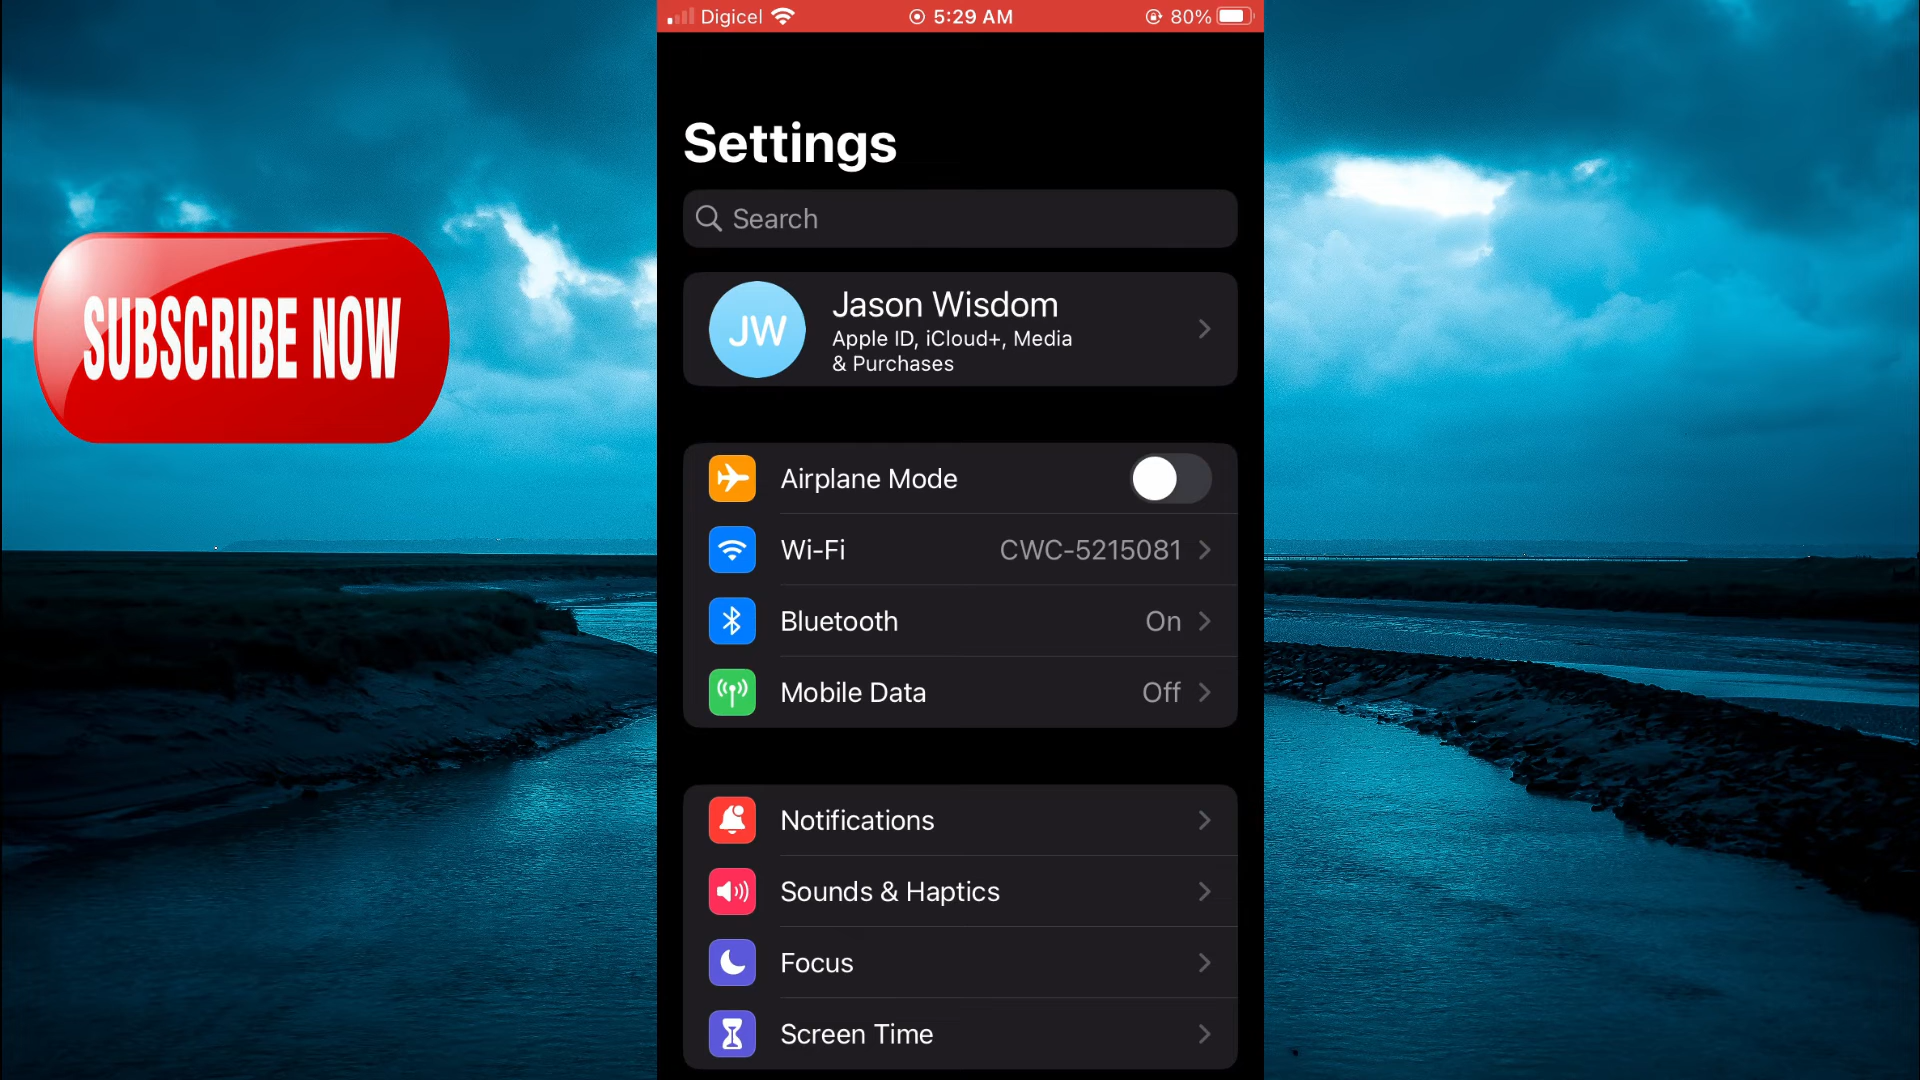 Digicel
5:29 AM
80%
Settings
Search
SUBSCRIBE NOW
JW
Jason Wisdom
Apple ID, iCloud+, Media
& Purchases
Airplane Mode
Wi-Fi CWC-5215081
Bluetooth On
Mobile Data Off
Notifications
Sounds & Haptics
Focus
Screen Time